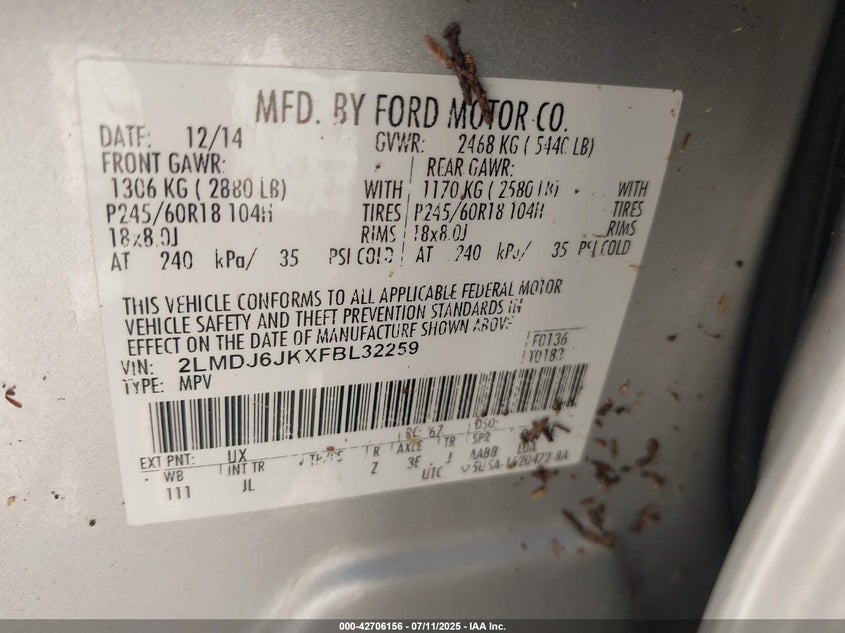 MFD. BY FORD MOTOR CO.
DATE: 12/14 GVWR: 2468 KG ( 5440 LB)
FRONT GAWR: REAR GAWR:
1306 KG ( 2880 LB) WITH 1170 KG ( 2580 LB) WITH
P245/60R18 104H TIRES P245/60R18 104H TIRES
18x8.0J RIMS 18x8.0J RIMS
AT 240 kPa/ 35 PSI COLD AT 240 kPa/ 35 PSI COLD
THIS VEHICLE CONFORMS TO ALL APPLICABLE FEDERAL MOTOR
VEHICLE SAFETY AND THEFT PREVENTION STANDARDS IN
EFFECT ON THE DATE OF MANUFACTURE SHOWN ABOVE
VIN: 2LMDJ6JKXFBL32259 F0136
TYPE: MPV T0183
EXT PNT: UX RC: 67 DSO:
WB INT TR R AXLE TR SPR
111 JL Z 3E J AABB
UTC
000-42706156 - 07/11/2025 - IAA Inc.